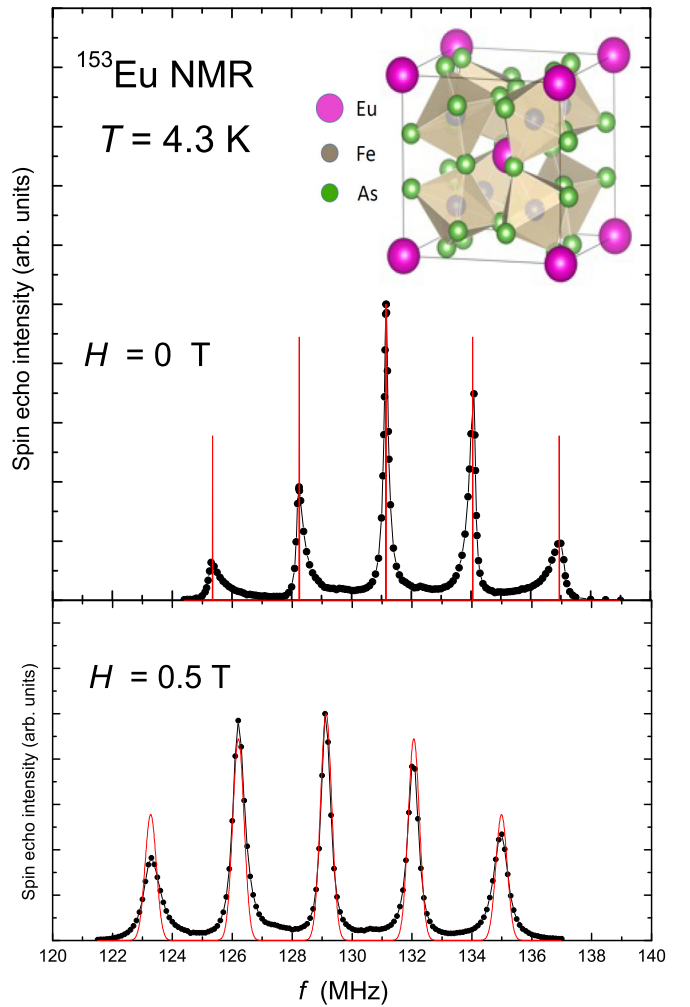 ¹⁵³Eu NMR
T = 4.3 K
Eu
Fe
As
H = 0 T
Spin echo intensity (arb. units)
H = 0.5 T
Spin echo intensity (arb. units)
120 122 124 126 128 130 132 134 136 138 140
f (MHz)